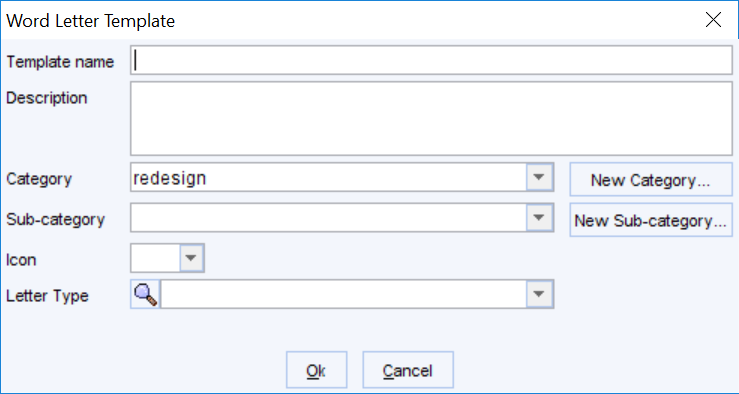 Word Letter Template
Template name
Description
Category redesign New Category...
Sub-category New Sub-category...
Icon
Letter Type
Ok Cancel